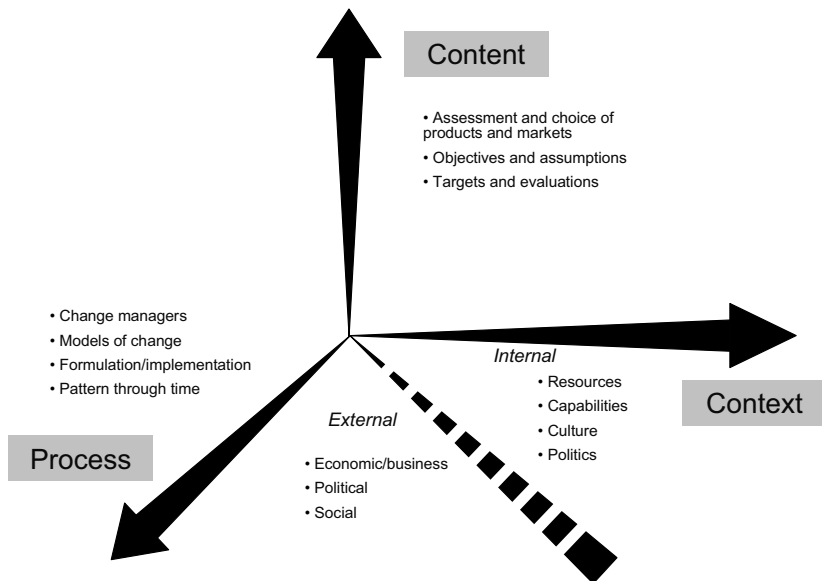 Content
• Assessment and choice of
products and markets
• Objectives and assumptions
• Targets and evaluations
• Change managers
• Models of change
• Formulation/implementation
• Pattern through time
Process
Internal
• Resources
• Capabilities
• Culture
• Politics
Context
External
• Economic/business
• Political
• Social